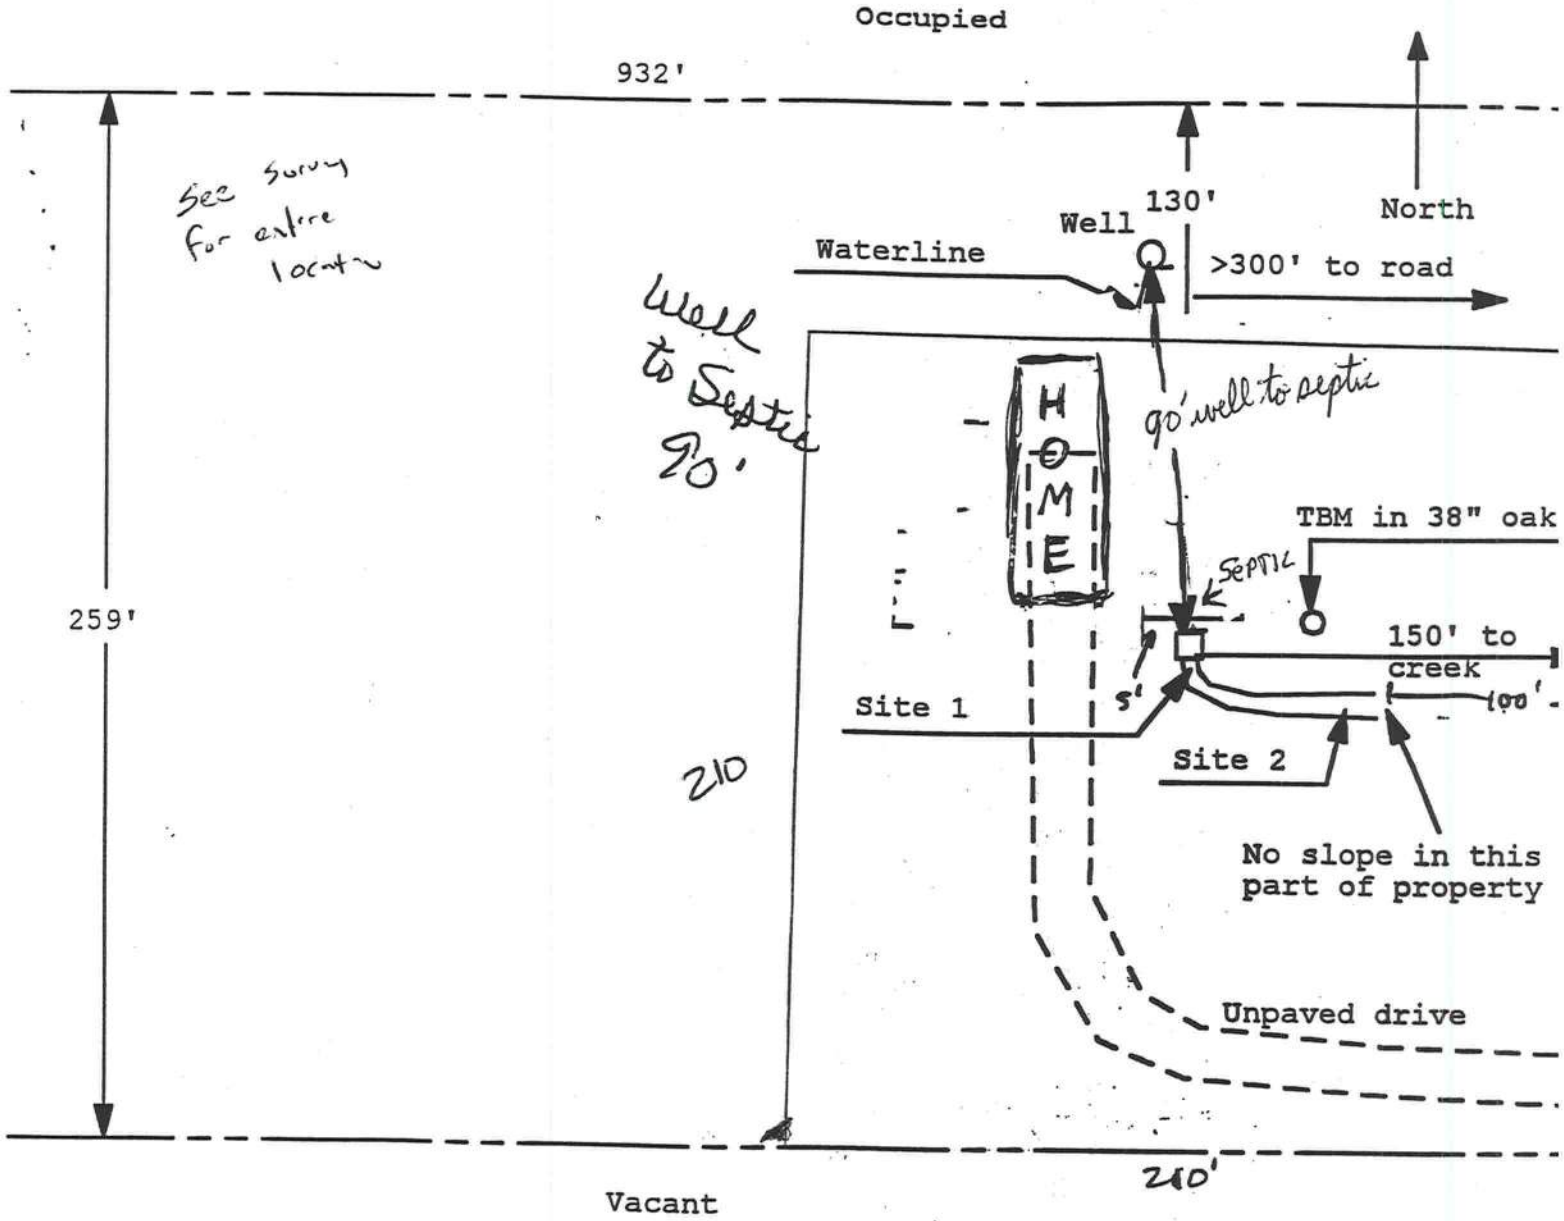 Occupied
932'
See survey
for entire
location
130'
North
Well
Waterline
>300' to road
Well
to Septic
90'
HOME
90' well to septic
TBM in 38" oak
SEPTIC
259'
150' to
creek
5'
100'
Site 1
Site 2
210
No slope in this
part of property
Unpaved drive
210'
Vacant